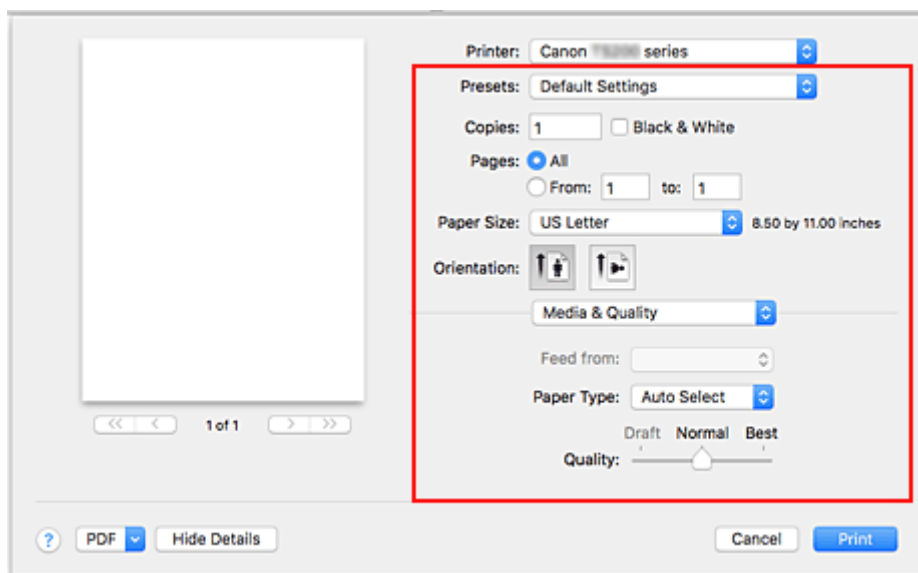 Printer: Canon series
Presets: Default Settings
Copies: 1 Black & White
Pages: All
From: 1 to: 1
Paper Size: US Letter 8.50 by 11.00 inches
Orientation:
Media & Quality
Feed from:
Paper Type: Auto Select
Draft Normal Best
Quality:
<< < 1 of 1 > >>
? PDF Hide Details Cancel Print